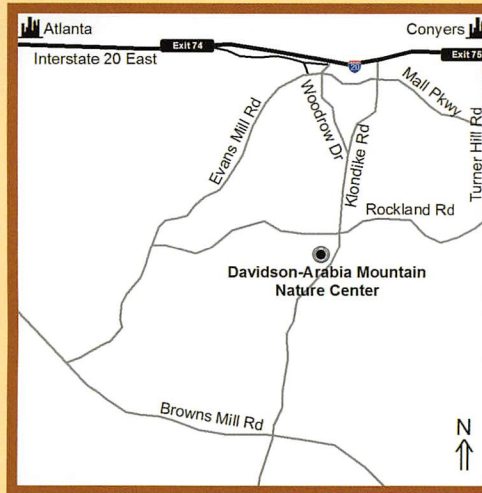 Atlanta
Conyers
Exit 74
Exit 75
Interstate 20 East
20
Mall Pkwy
Evans Mill Rd
Woodrow Dr
Klondike Rd
Turner Hill Rd
Rockland Rd
Davidson-Arabia Mountain
Nature Center
Browns Mill Rd
N